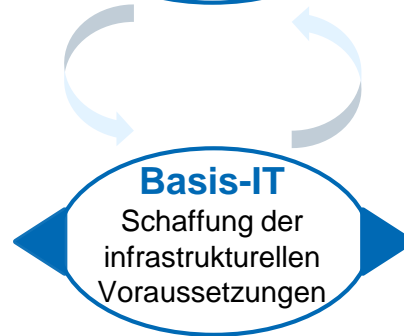 Basis-IT
Schaffung der
infrastrukturellen
Voraussetzungen